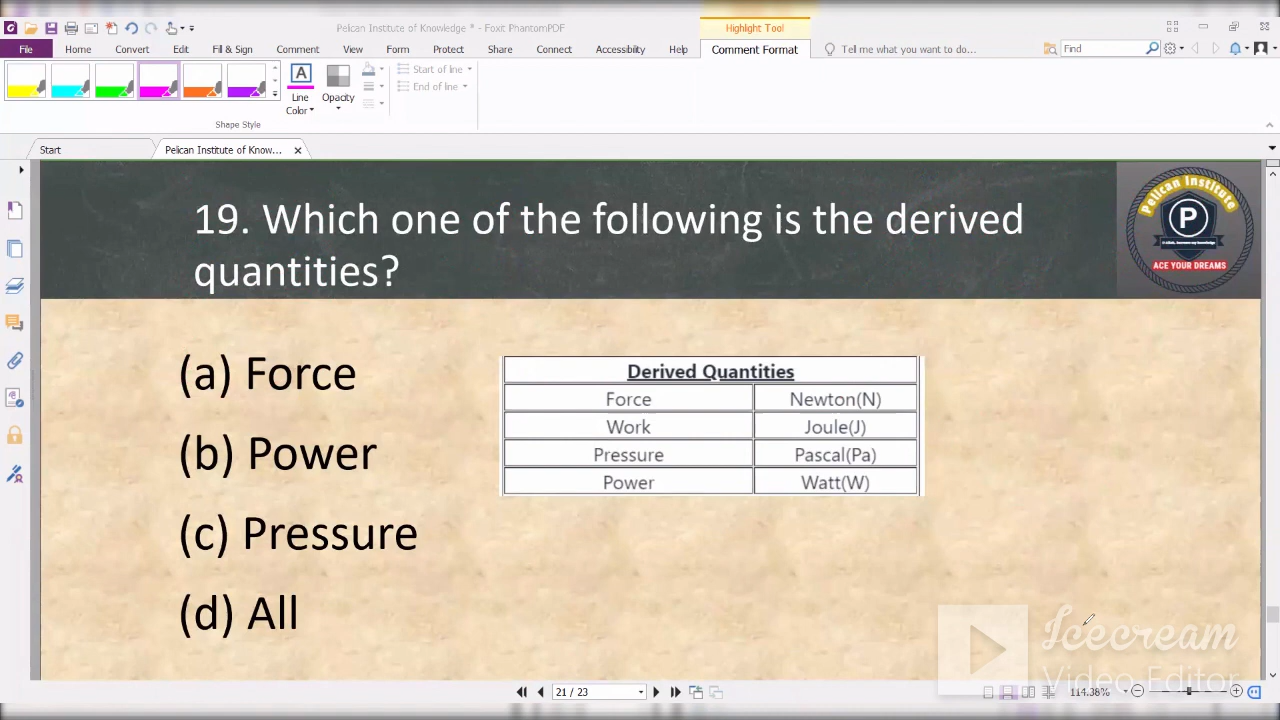 Pelican Institute of Knowledge * - Foxit PhantomPDF
Highlight Tool
File Home Convert Edit Fill & Sign Comment View Form Protect Share Connect Accessibility Help Comment Format Tell me what you want to do... Find
Line Color
Opacity
Start of line
End of line
Shape Style
Start
Pelican Institute of Know...
19. Which one of the following is the derived
quantities?
Pelican Institute
P
ACE YOUR DREAMS
(a) Force
(b) Power
(c) Pressure
(d) All
Derived Quantities
Force Newton(N)
Work Joule(J)
Pressure Pascal(Pa)
Power Watt(W)
Icecream
Video Editor
21 / 23
114.38%